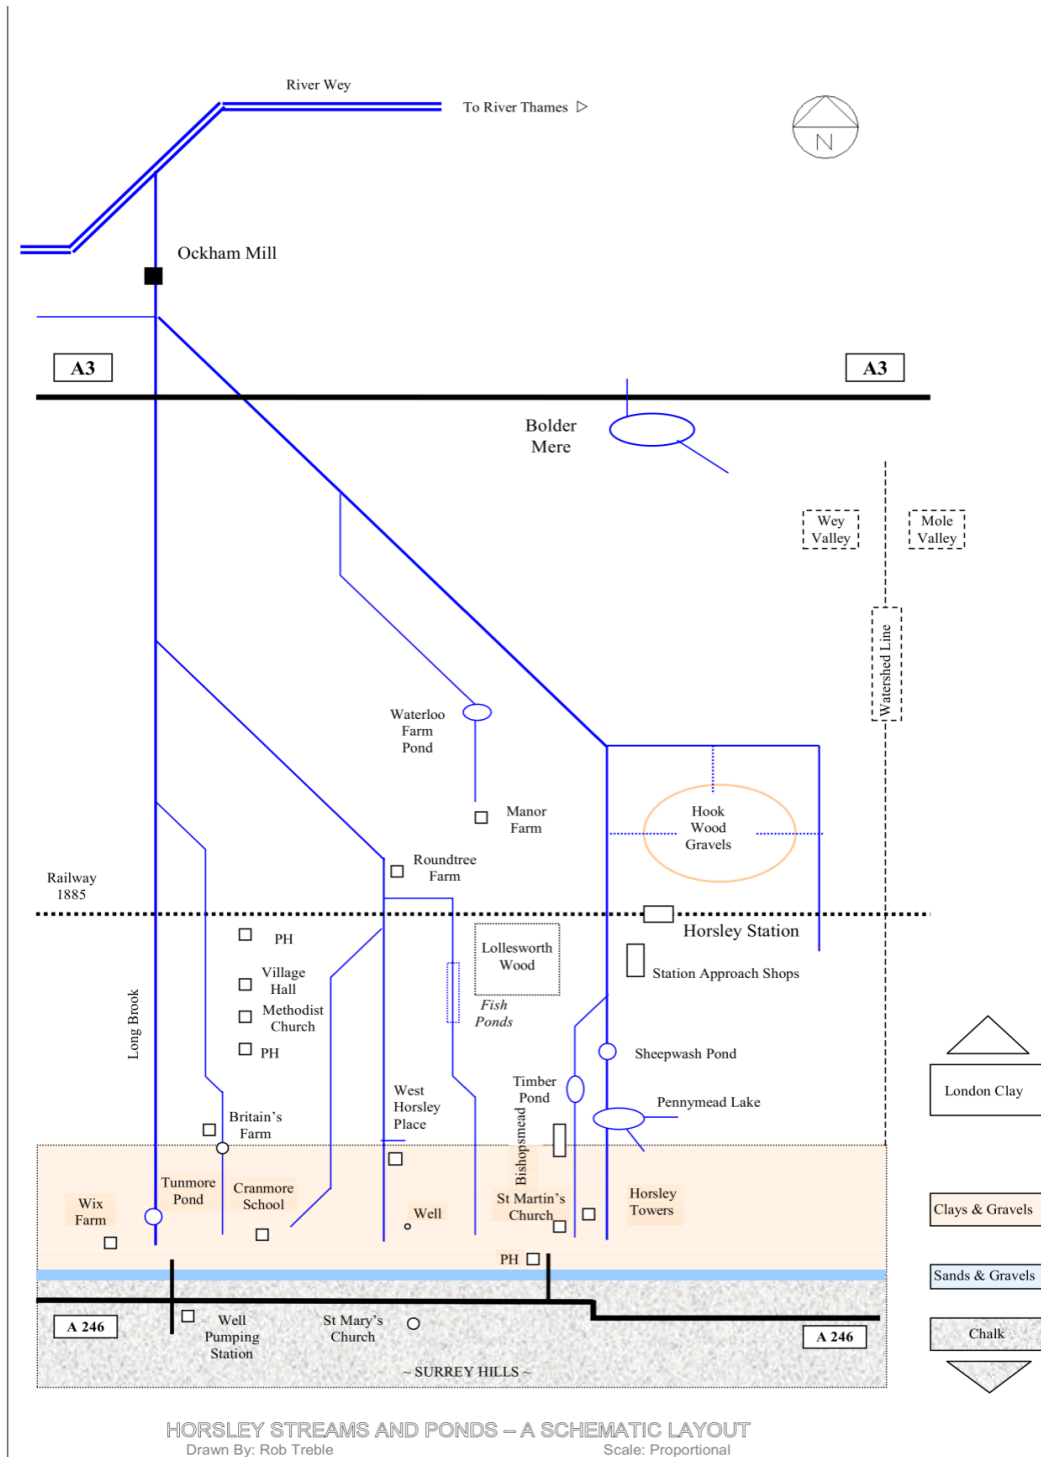 River Wey
To River Thames
N
Ockham Mill
A3
A3
Bolder
Mere
Wey
Valley
Mole
Valley
Watershed Line
Waterloo
Farm
Pond
Manor
Farm
Hook
Wood
Gravels
Roundtree
Farm
Railway
1885
Horsley Station
PH
Lollesworth
Wood
Station Approach Shops
Village
Hall
Fish
Ponds
Methodist
Church
Long Brook
PH
Sheepwash Pond
Timber
Pond
London Clay
West
Horsley
Place
Pennymead Lake
Britain's
Farm
Bishopsmead
Tunmore
Pond
Cranmore
School
St Martin's
Church
Horsley
Towers
Wix
Farm
Well
Clays & Gravels
PH
Sands & Gravels
A 246
Well
Pumping
Station
St Mary's
Church
A 246
Chalk
~ SURREY HILLS ~
HORSLEY STREAMS AND PONDS – A SCHEMATIC LAYOUT
Drawn By: Rob Treble
Scale: Proportional